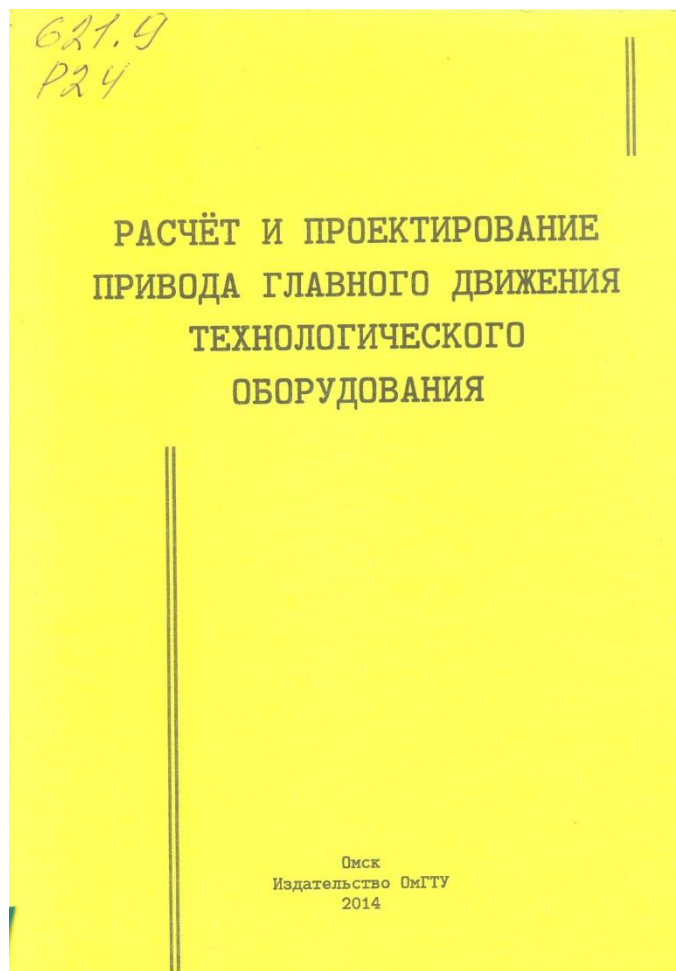 621.9
Р24
РАСЧЁТ И ПРОЕКТИРОВАНИЕ
ПРИВОДА ГЛАВНОГО ДВИЖЕНИЯ
ТЕХНОЛОГИЧЕСКОГО
ОБОРУДОВАНИЯ
Омск
Издательство ОмГТУ
2014